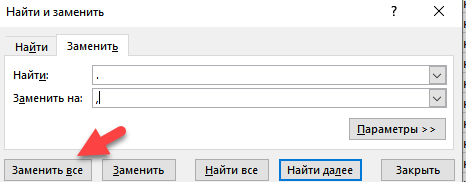 Найти и заменить
Найти Заменить
Найти: .
Заменить на: ,
Параметры >>
Заменить все Заменить Найти все Найти далее Закрыть